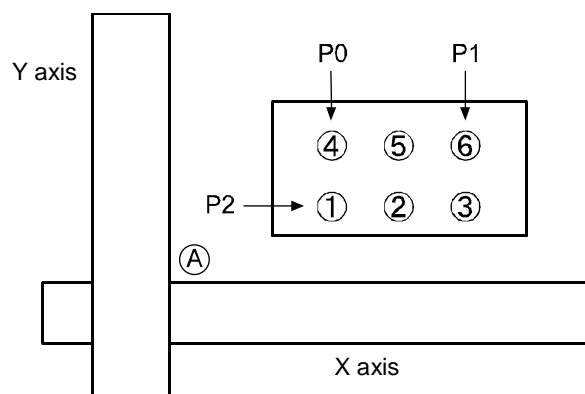 P0 P1
Y axis
④ ⑤ ⑥
P2 ① ② ③
Ⓐ
X axis